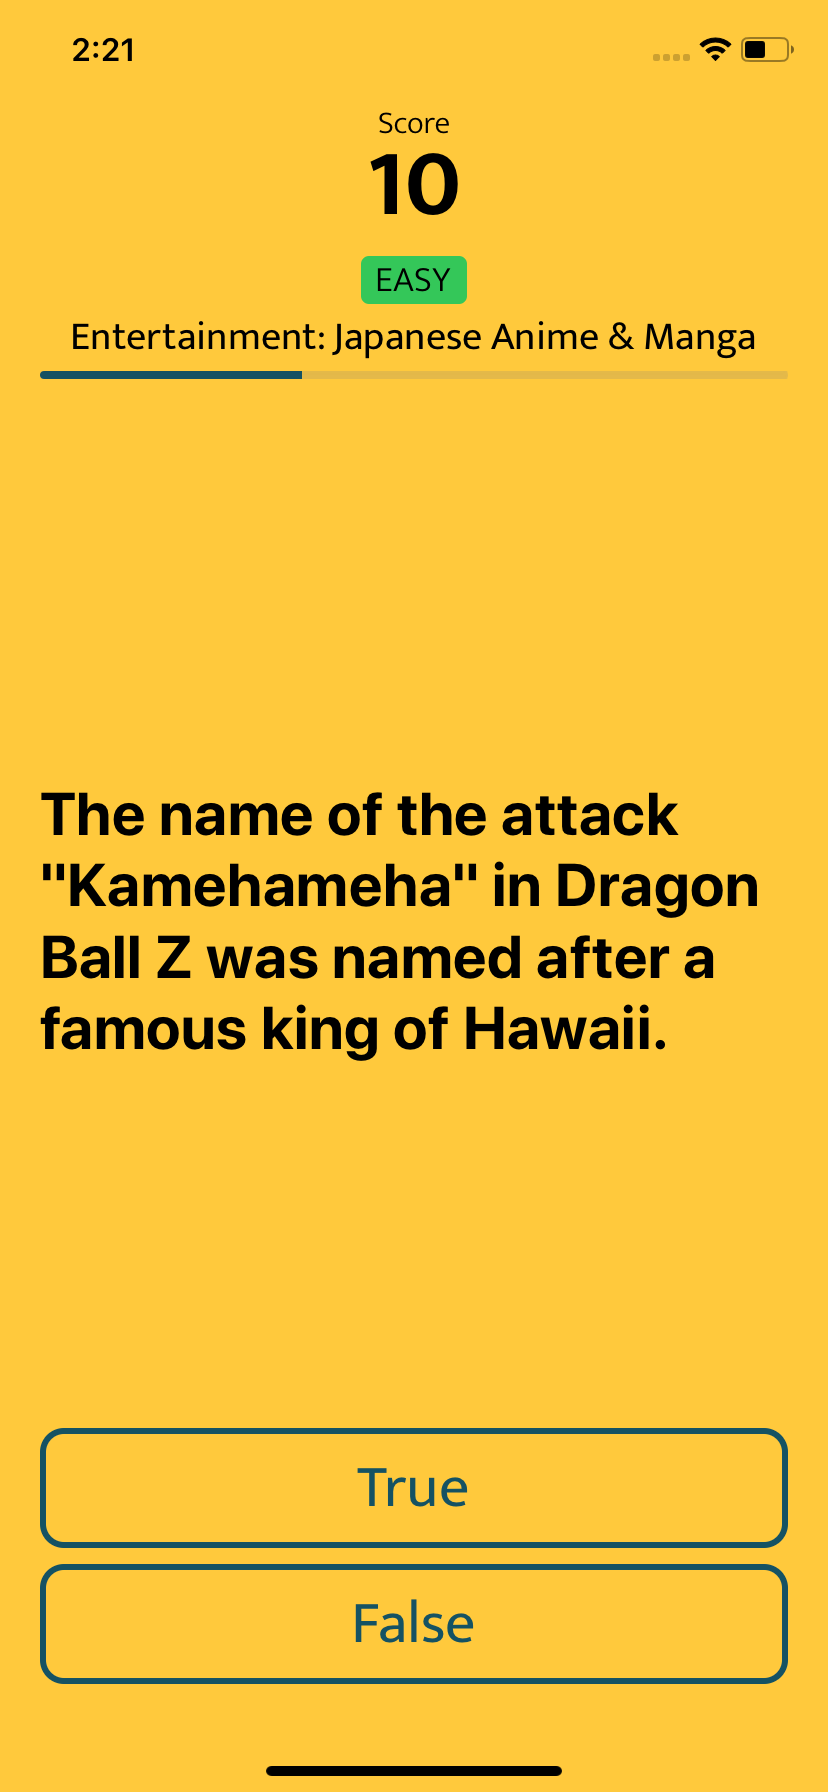 2:21
Score
10
EASY
Entertainment: Japanese Anime & Manga
The name of the attack
"Kamehameha" in Dragon
Ball Z was named after a
famous king of Hawaii.
True
False